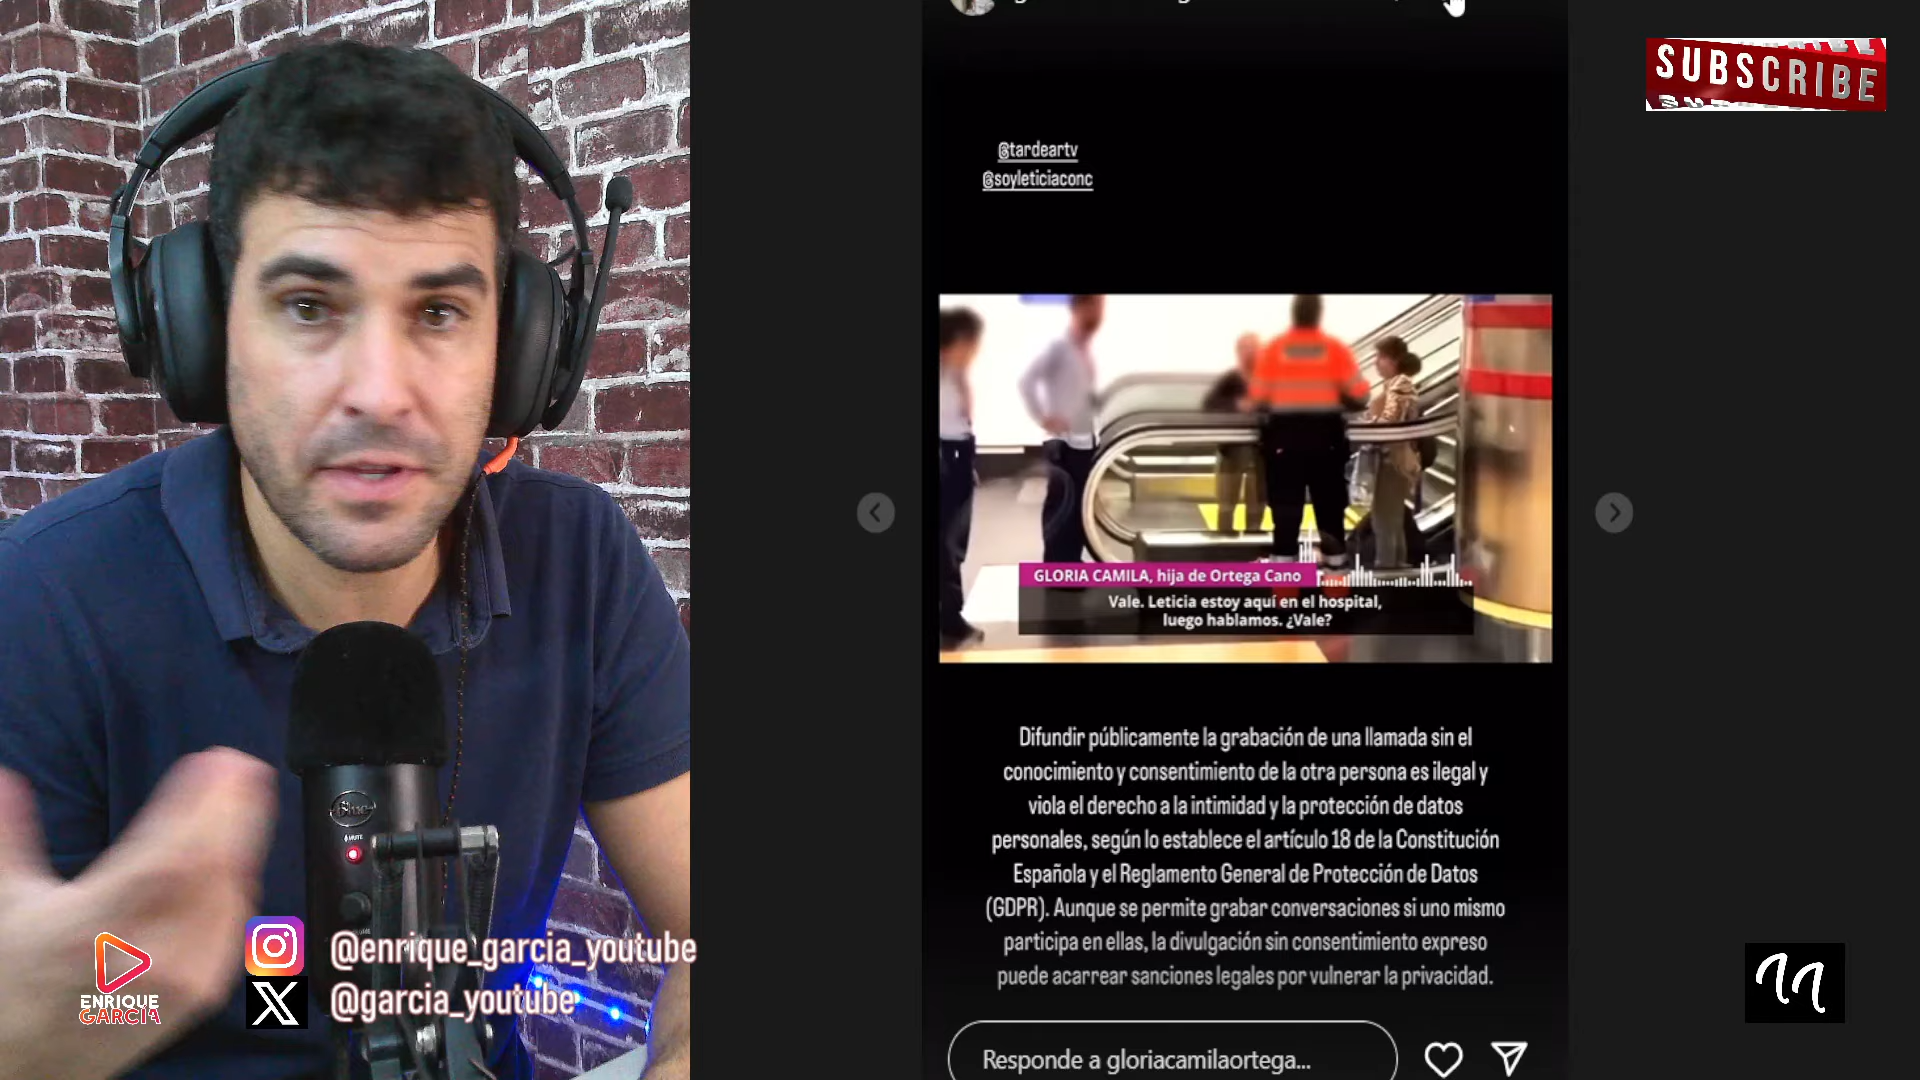 SUBSCRIBE
@tardeartv
@soyleticiaconc
GLORIA CAMILA, hija de Ortega Cano
Vale. Leticia estoy aquí en el hospital,
luego hablamos. ¿Vale?
Difundir públicamente la grabación de una llamada sin el
conocimiento y consentimiento de la otra persona es ilegal y
viola el derecho a la intimidad y la protección de datos
personales, según lo establece el artículo 18 de la Constitución
Española y el Reglamento General de Protección de Datos
(GDPR). Aunque se permite grabar conversaciones si uno mismo
participa en ellas, la divulgación sin consentimiento expreso
puede acarrear sanciones legales por vulnerar la privacidad.
Responde a gloriacamilaortega...
Blue
MUTE
ENRIQUE
GARCIA
@enrique_garcia_youtube
@garcia_youtube